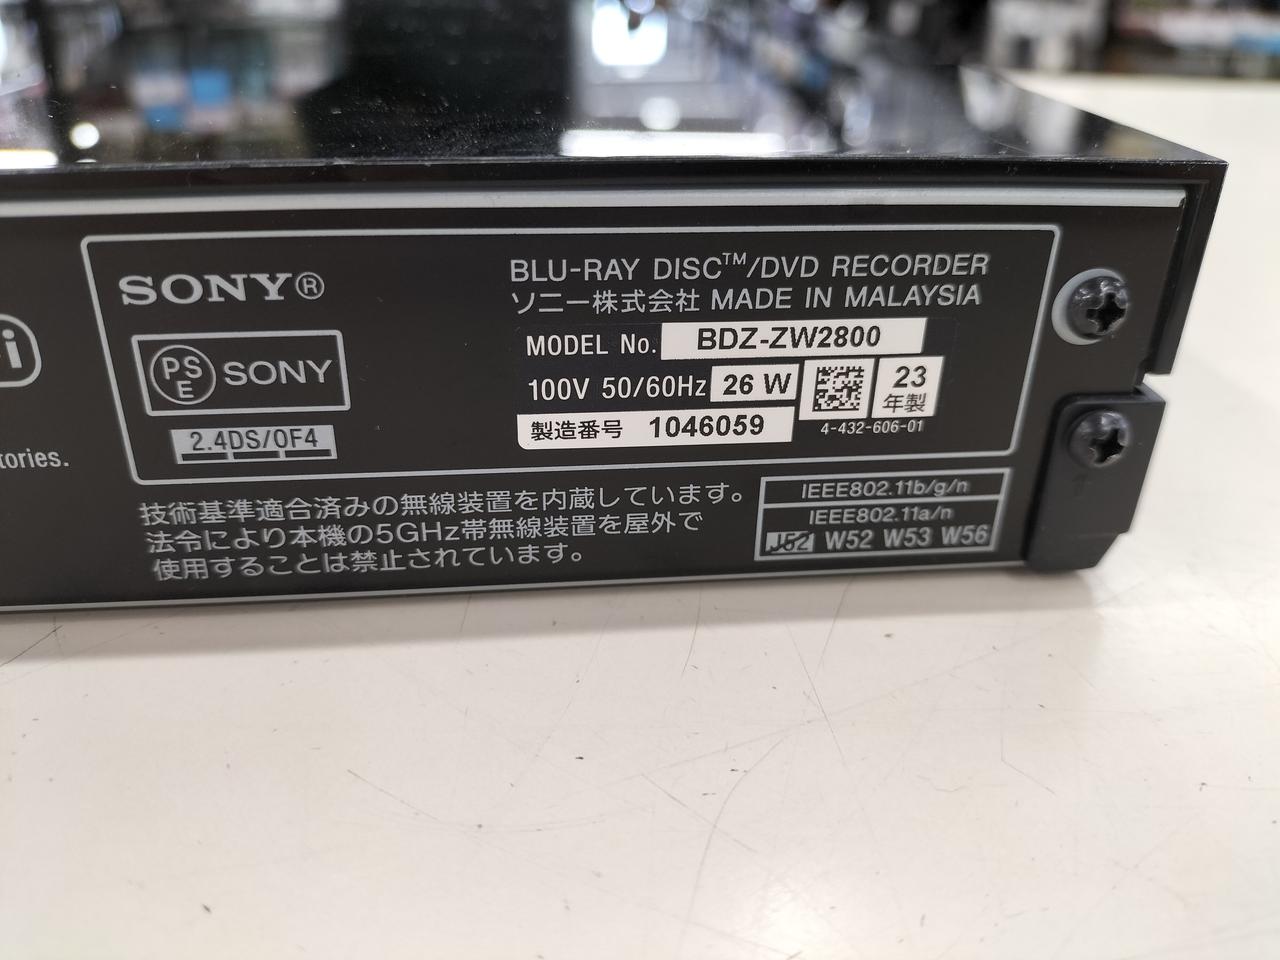 SONY®
PSE SONY
2.4DS/OF4
BLU-RAY DISC™/DVD RECORDER
ソニー株式会社 MADE IN MALAYSIA
MODEL No. BDZ-ZW2800
100V 50/60Hz 26 W
23年製
製造番号 1046059
4-432-606-01
tories.
技術基準適合済みの無線装置を内蔵しています。
法令により本機の5GHz帯無線装置を屋外で
使用することは禁止されています。
IEEE802.11b/g/n
IEEE802.11a/n
J52 W52 W53 W56